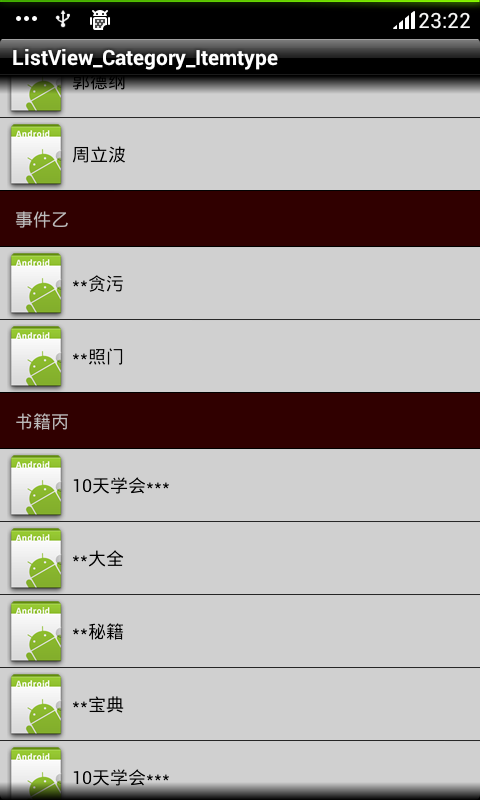 23:22
ListView_Category_Itemtype
郭德纲
Android
周立波
事件乙
Android
**贪污
Android
**照门
书籍丙
Android
10天学会***
Android
**大全
Android
**秘籍
Android
**宝典
Android
10天学会***